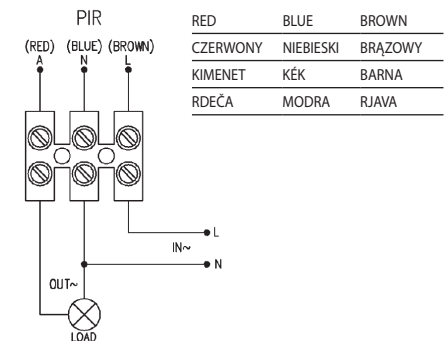 PIR
(RED) (BLUE) (BROWN)
A N L
L
IN~
N
OUT~
LOAD
RED BLUE BROWN
CZERWONY NIEBIESKI BRĄZOWY
KIMENET KÉK BARNA
RDEČA MODRA RJAVA